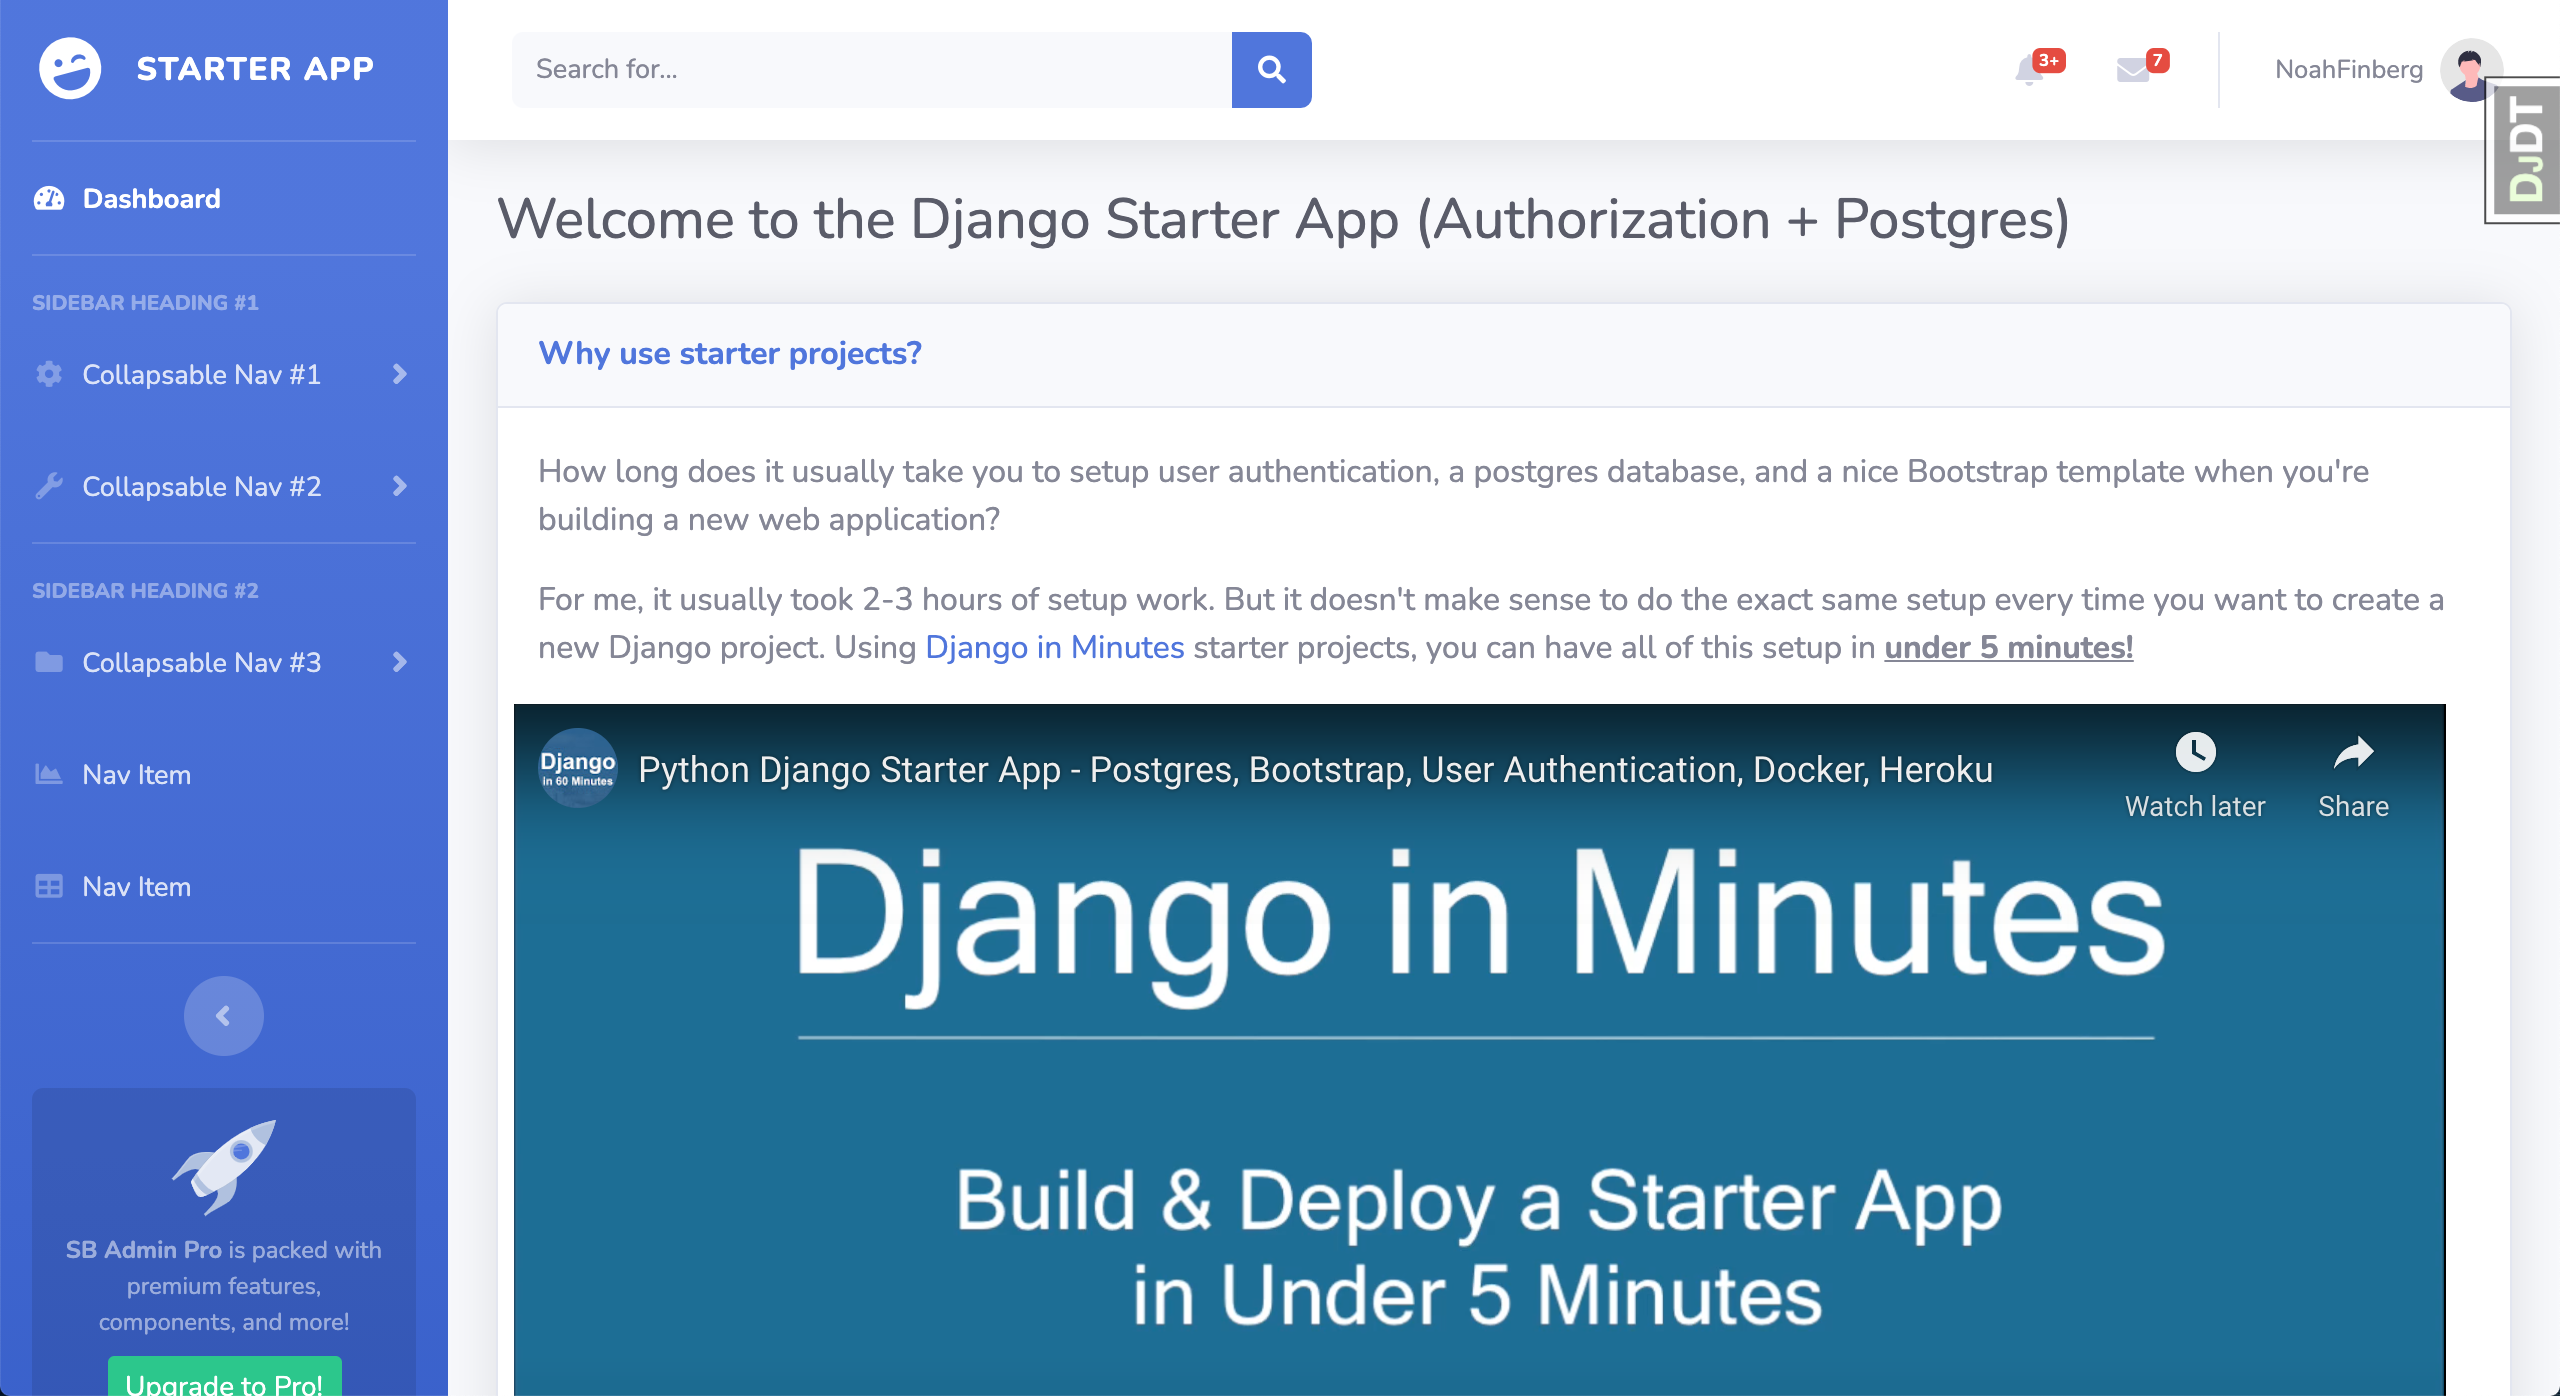 STARTER APP
Dashboard
SIDEBAR HEADING #1
Collapsable Nav #1
Collapsable Nav #2
SIDEBAR HEADING #2
Collapsable Nav #3
Nav Item
Nav Item
SB Admin Pro is packed with
premium features,
components, and more!
Upgrade to Pro!
Search for...
3+
7
NoahFinberg
DJDT
Welcome to the Django Starter App (Authorization + Postgres)
Why use starter projects?
How long does it usually take you to setup user authentication, a postgres database, and a nice Bootstrap template when you're
building a new web application?
For me, it usually took 2-3 hours of setup work. But it doesn't make sense to do the exact same setup every time you want to create a
new Django project. Using Django in Minutes starter projects, you can have all of this setup in under 5 minutes!
Django
in 60 Minutes
Python Django Starter App - Postgres, Bootstrap, User Authentication, Docker, Heroku
Watch later
Share
Django in Minutes
Build & Deploy a Starter App
in Under 5 Minutes